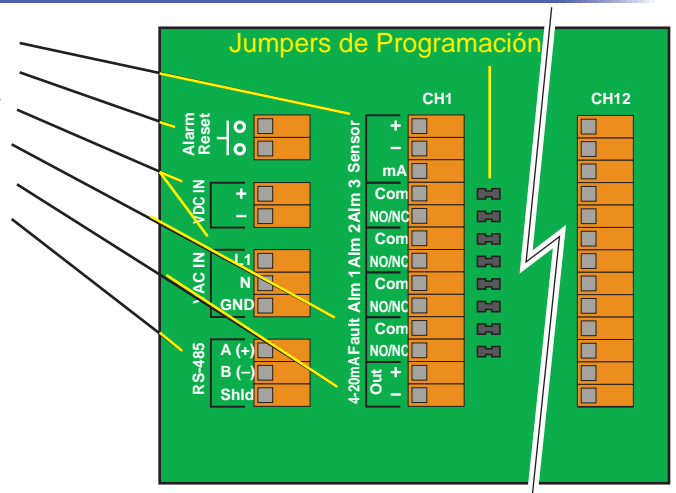 Jumpers de Programación
CH1
CH12
Alarm
Reset
VDC IN
+
−
VAC IN
L1
N
GND
RS-485
A (+)
B (−)
Shld
Sensor
+
−
mA
Alm 3
Com
NO/NC
Alm 2
Com
NO/NC
Alm 1
Com
NO/NC
Fault
Com
NO/NC
4-20mA
Out
+
−